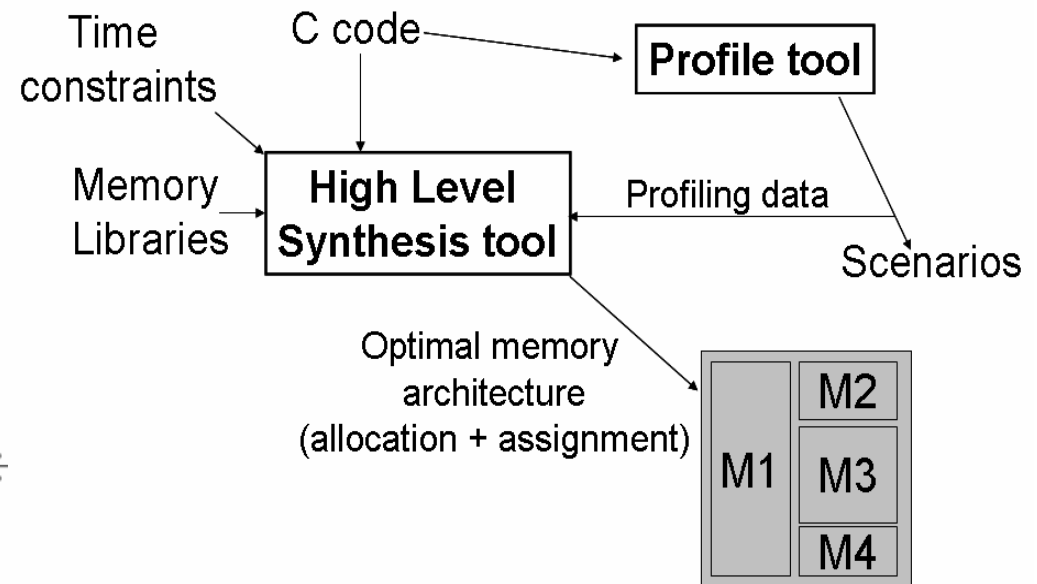 Time
constraints
C code
Profile tool
Memory
Libraries
High Level
Synthesis tool
Profiling data
Scenarios
Optimal memory
architecture
(allocation + assignment)
M1
M2
M3
M4